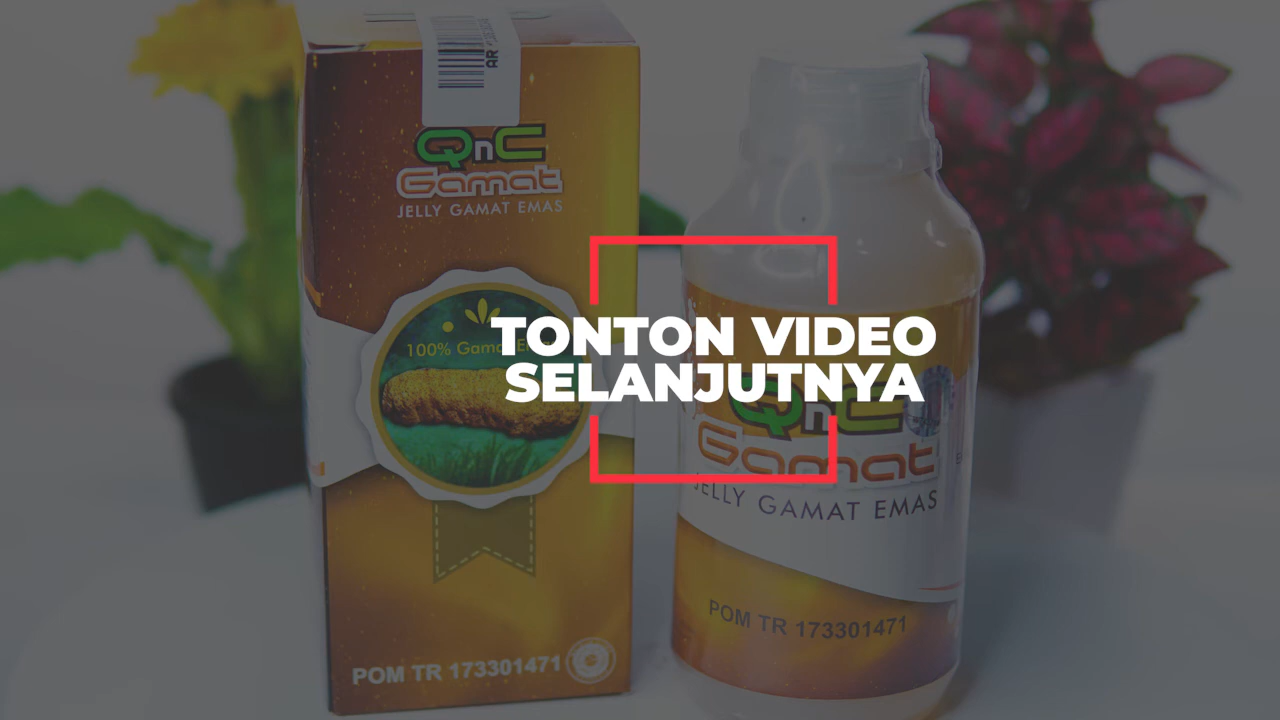 QnC
Gamat
JELLY GAMAT EMAS
100% Gamat
TONTON VIDEO
SELANJUTNYA
QnC
Gamat
JELLY GAMAT EMAS
POM TR 173301471
POM TR 173301471